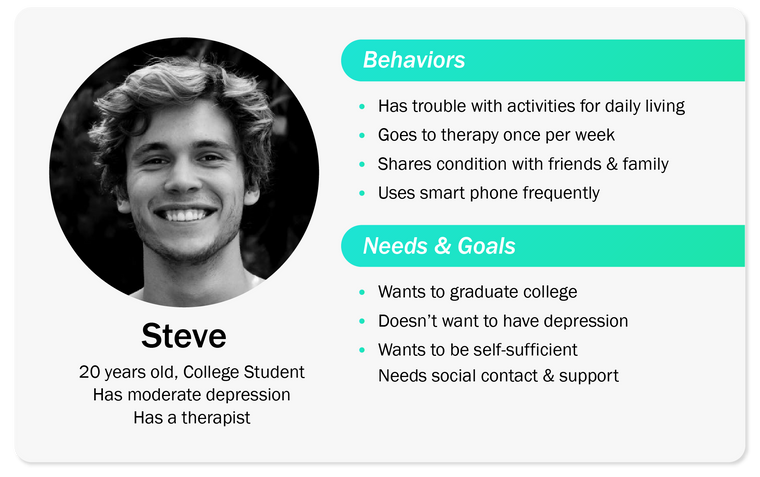 Behaviors
Has trouble with activities for daily living
Goes to therapy once per week
Shares condition with friends & family
Uses smart phone frequently
Needs & Goals
Wants to graduate college
Doesn’t want to have depression
Wants to be self-sufficient
Needs social contact & support
Steve
20 years old, College Student
Has moderate depression
Has a therapist